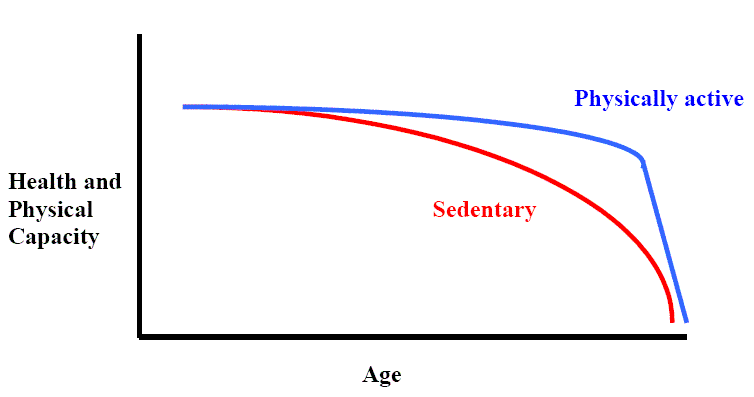 Physically active
Health and
Physical
Capacity
Sedentary
Age